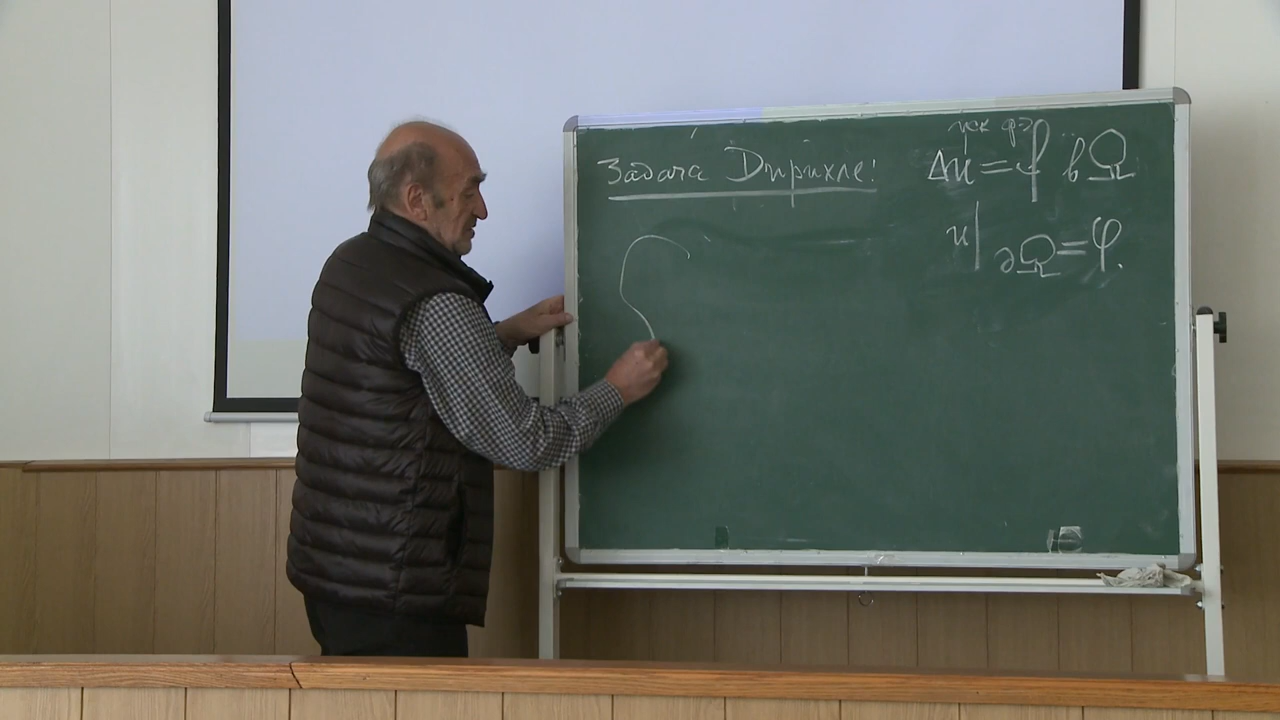 Задача Дирихле!
Δu = f в Ω
u|∂Ω = φ.